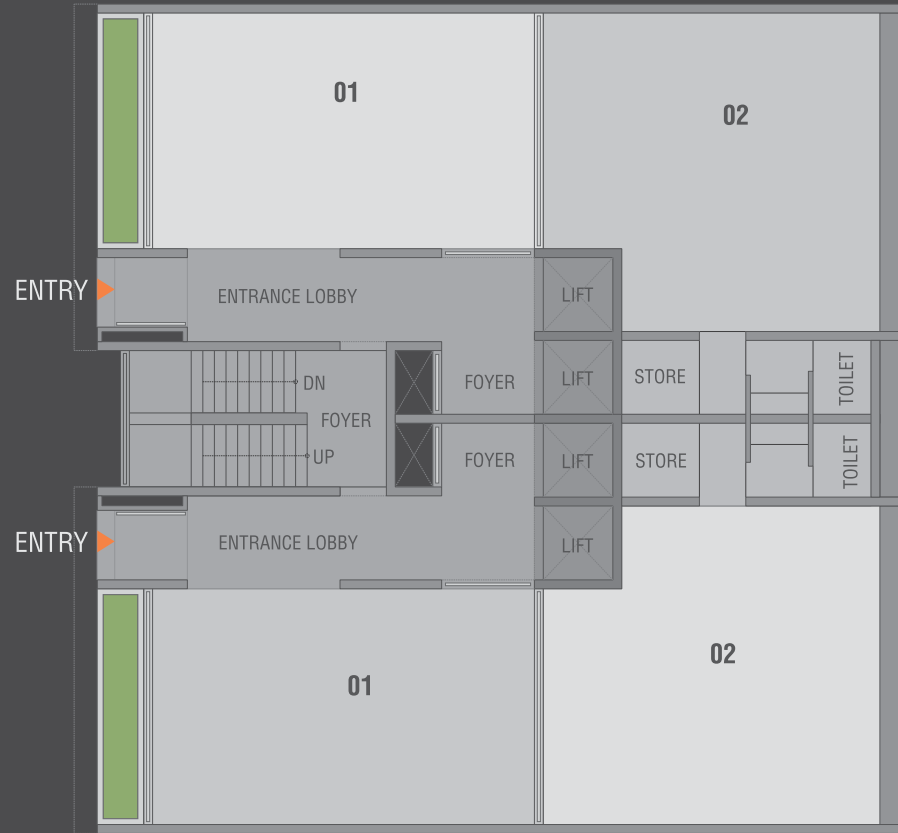 01
02
ENTRY
ENTRANCE LOBBY
LIFT
DN
FOYER
LIFT
STORE
TOILET
FOYER
UP
FOYER
LIFT
STORE
TOILET
ENTRY
ENTRANCE LOBBY
LIFT
01
02